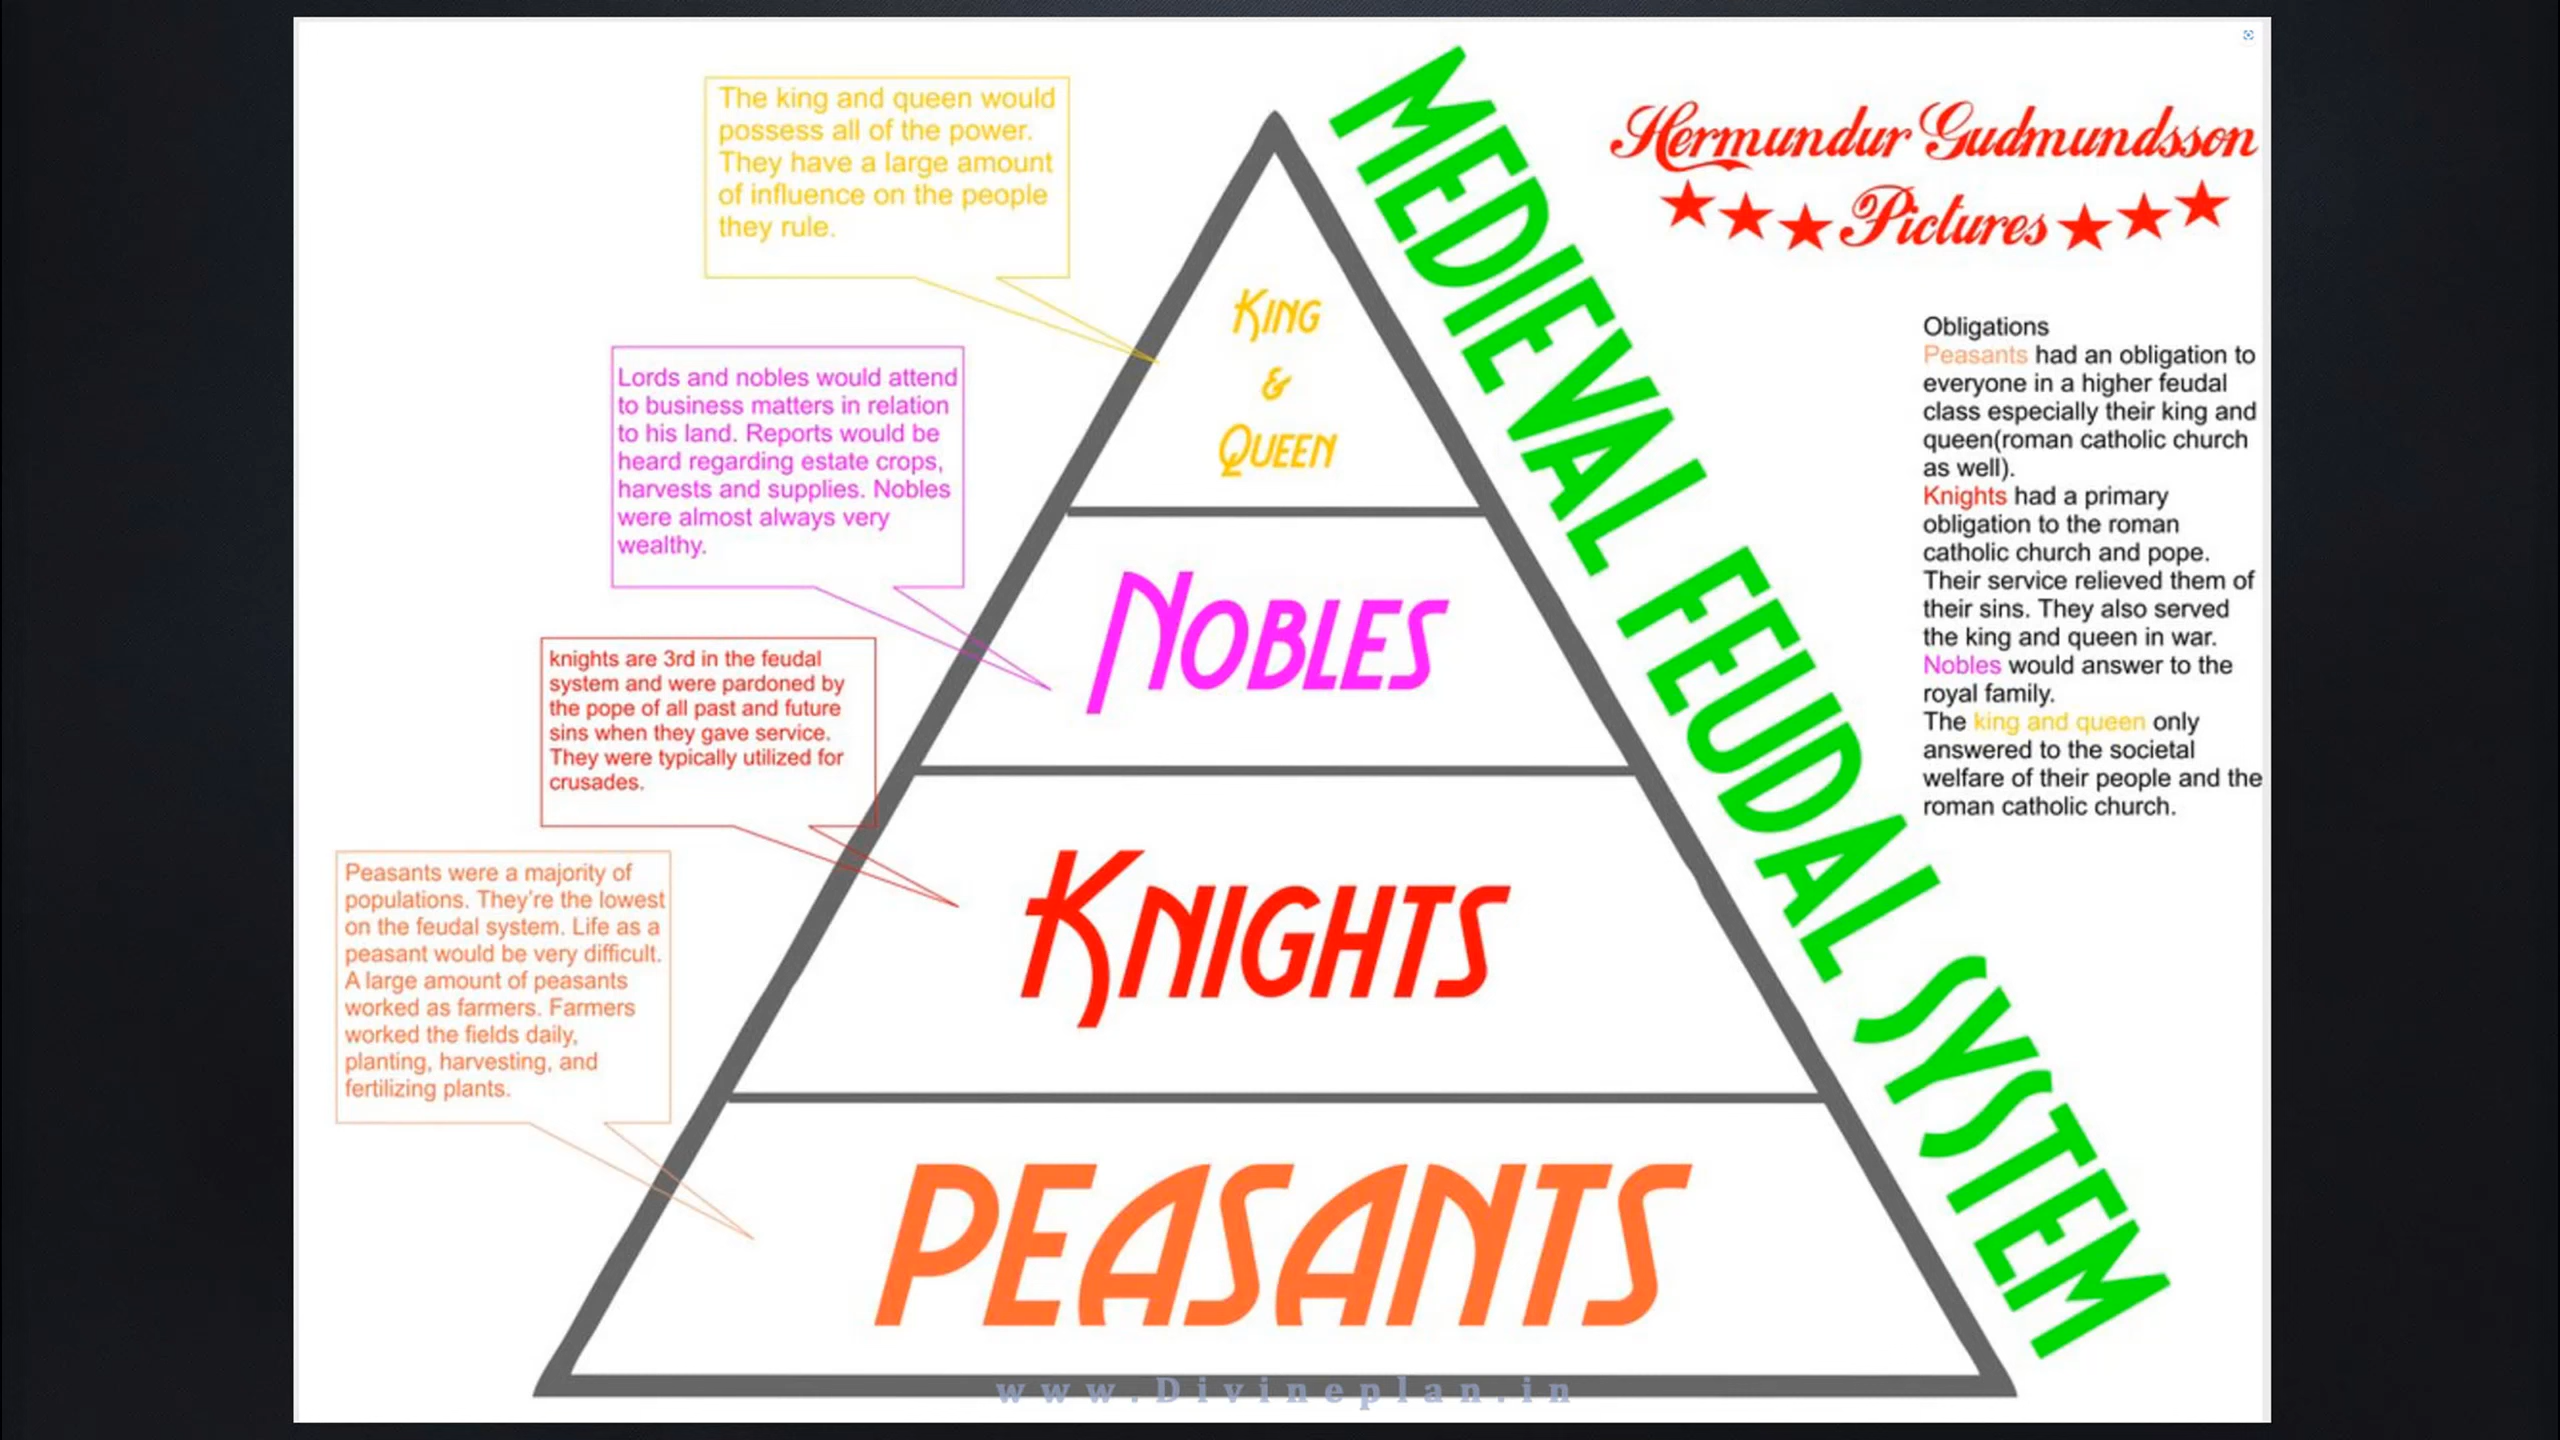 The king and queen would
possess all of the power.
They have a large amount
of influence on the people
they rule.
Lords and nobles would attend
to business matters in relation
to his land. Reports would be
heard regarding estate crops,
harvests and supplies. Nobles
were almost always very
wealthy.
knights are 3rd in the feudal
system and were pardoned by
the pope of all past and future
sins when they gave service.
They were typically utilized for
crusades.
Peasants were a majority of
populations. They're the lowest
on the feudal system. Life as a
peasant would be very difficult.
A large amount of peasants
worked as farmers. Farmers
worked the fields daily,
planting, harvesting, and
fertilizing plants.
KING
&
QUEEN
NOBLES
KNIGHTS
PEASANTS
MEDIEVAL FEUDAL SYSTEM
Hermundur Gudmundsson
Pictures
Obligations
Peasants had an obligation to
everyone in a higher feudal
class especially their king and
queen(roman catholic church
as well).
Knights had a primary
obligation to the roman
catholic church and pope.
Their service relieved them of
their sins. They also served
the king and queen in war.
Nobles would answer to the
royal family.
The king and queen only
answered to the societal
welfare of their people and the
roman catholic church.
www.Divineplan.in